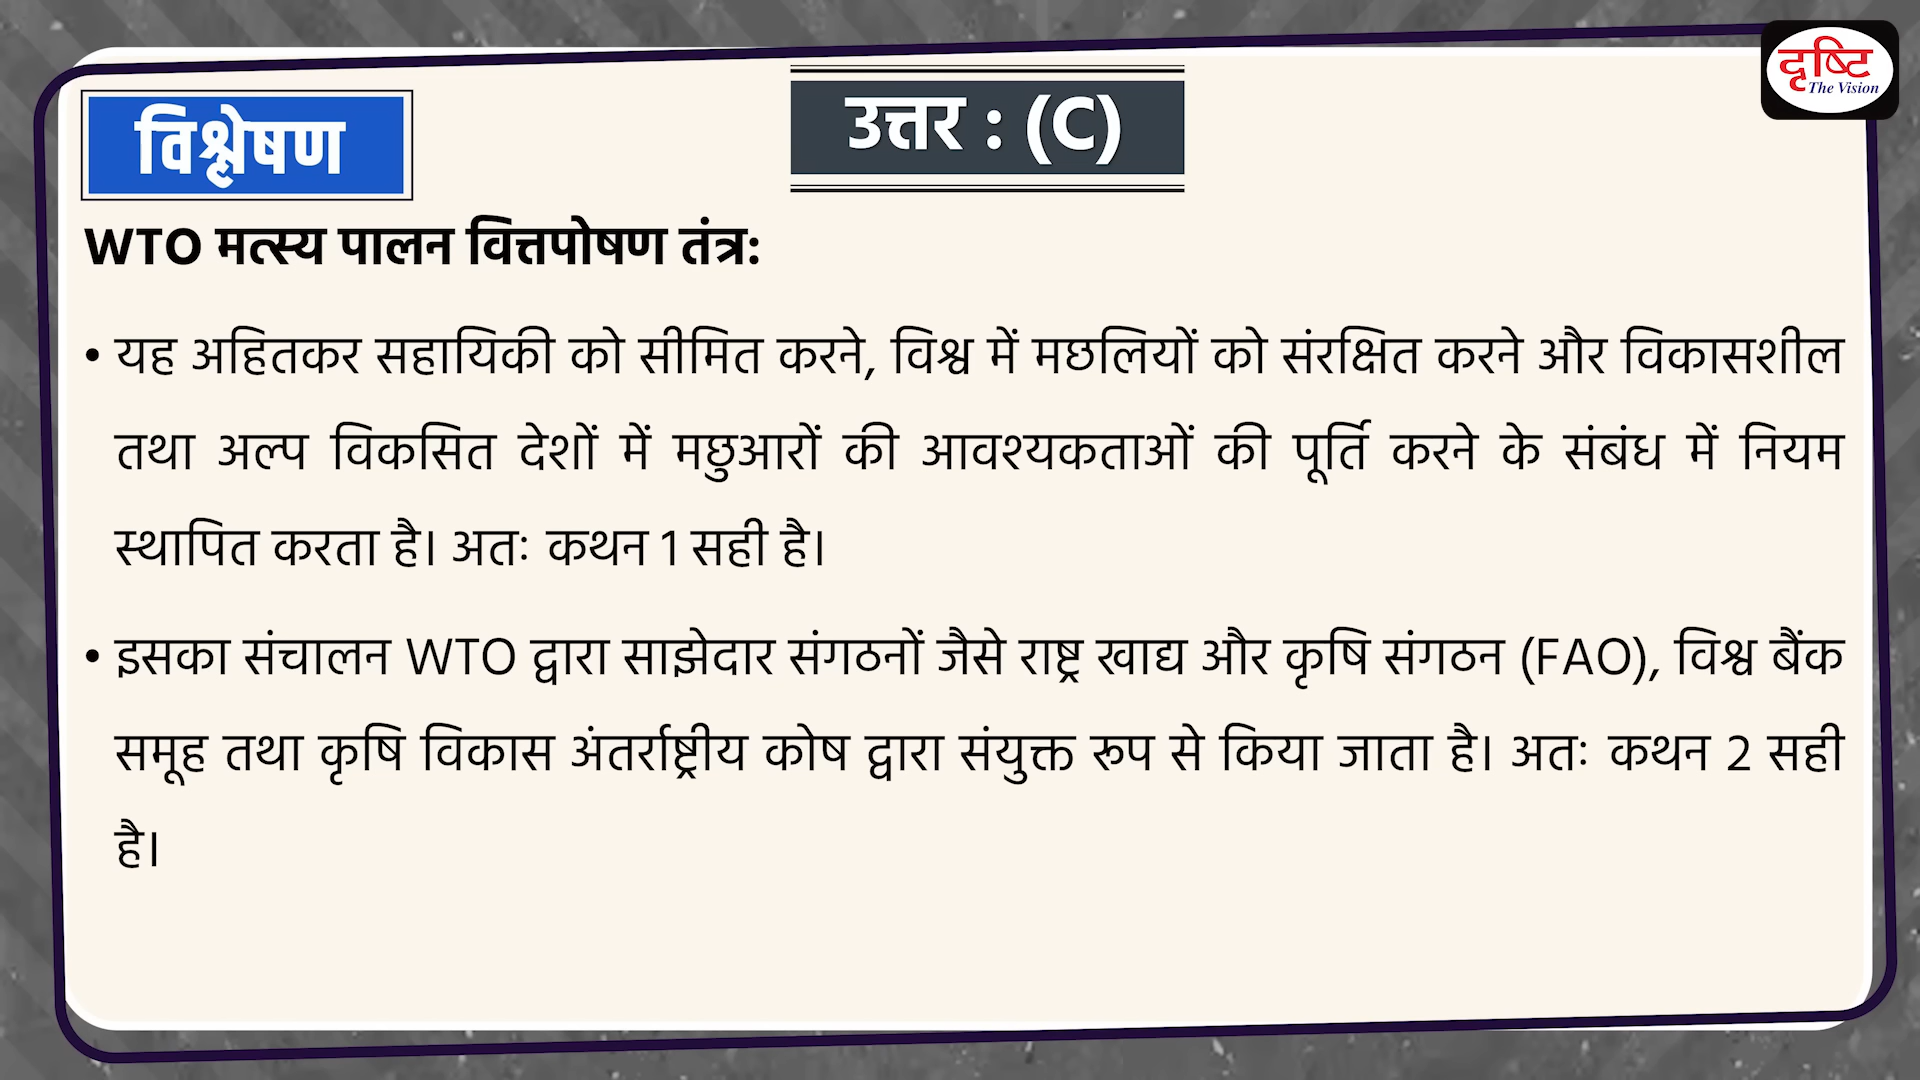 दृष्टि
The Vision
विश्लेषण
उत्तर : (C)
WTO मत्स्य पालन वित्तपोषण तंत्र:
• यह अहितकर सहायिकी को सीमित करने, विश्व में मछलियों को संरक्षित करने और विकासशील
तथा अल्प विकसित देशों में मछुआरों की आवश्यकताओं की पूर्ति करने के संबंध में नियम
स्थापित करता है। अतः कथन 1 सही है।
• इसका संचालन WTO द्वारा साझेदार संगठनों जैसे राष्ट्र खाद्य और कृषि संगठन (FAO), विश्व बैंक
समूह तथा कृषि विकास अंतर्राष्ट्रीय कोष द्वारा संयुक्त रूप से किया जाता है। अतः कथन 2 सही
है।